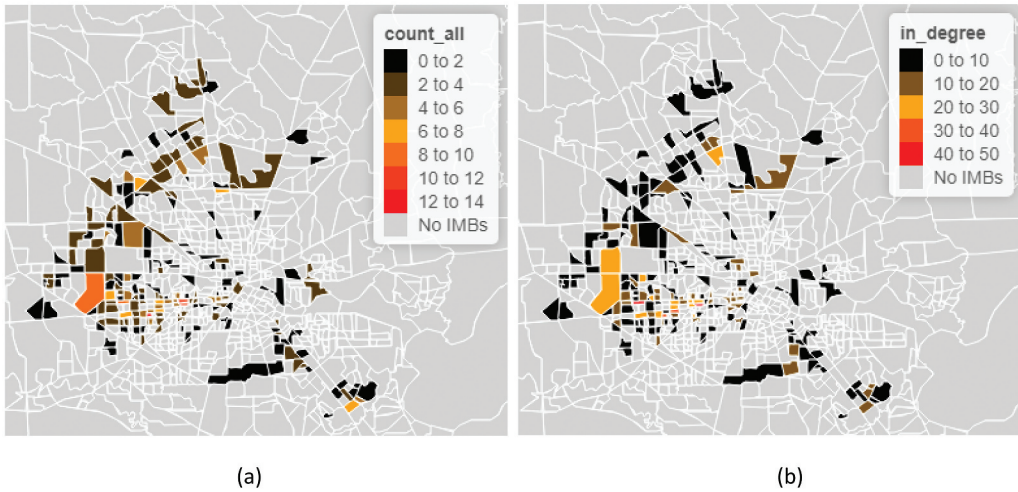 count_all
0 to 2
2 to 4
4 to 6
6 to 8
8 to 10
10 to 12
12 to 14
No IMBs
in_degree
0 to 10
10 to 20
20 to 30
30 to 40
40 to 50
No IMBs
(a)
(b)